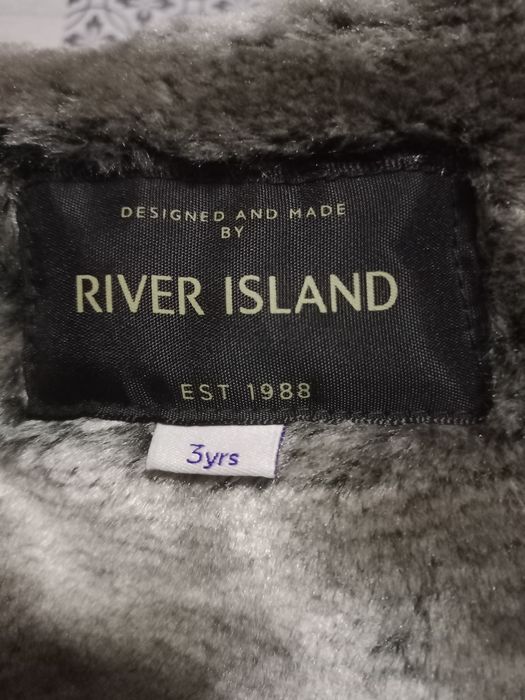 DESIGNED AND MADE
BY
RIVER ISLAND
EST 1988
3yrs